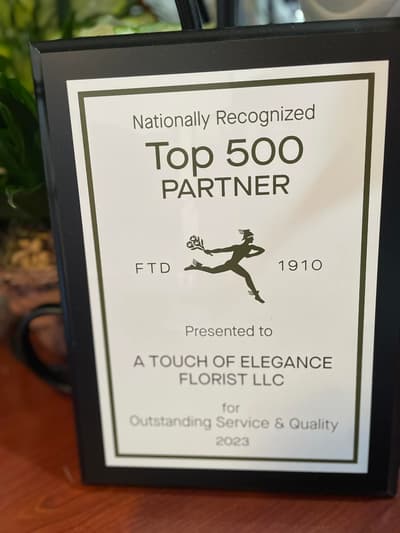 Nationally Recognized
Top 500
PARTNER
FTD 1910
Presented to
A TOUCH OF ELEGANCE
FLORIST LLC
for
Outstanding Service & Quality
2023